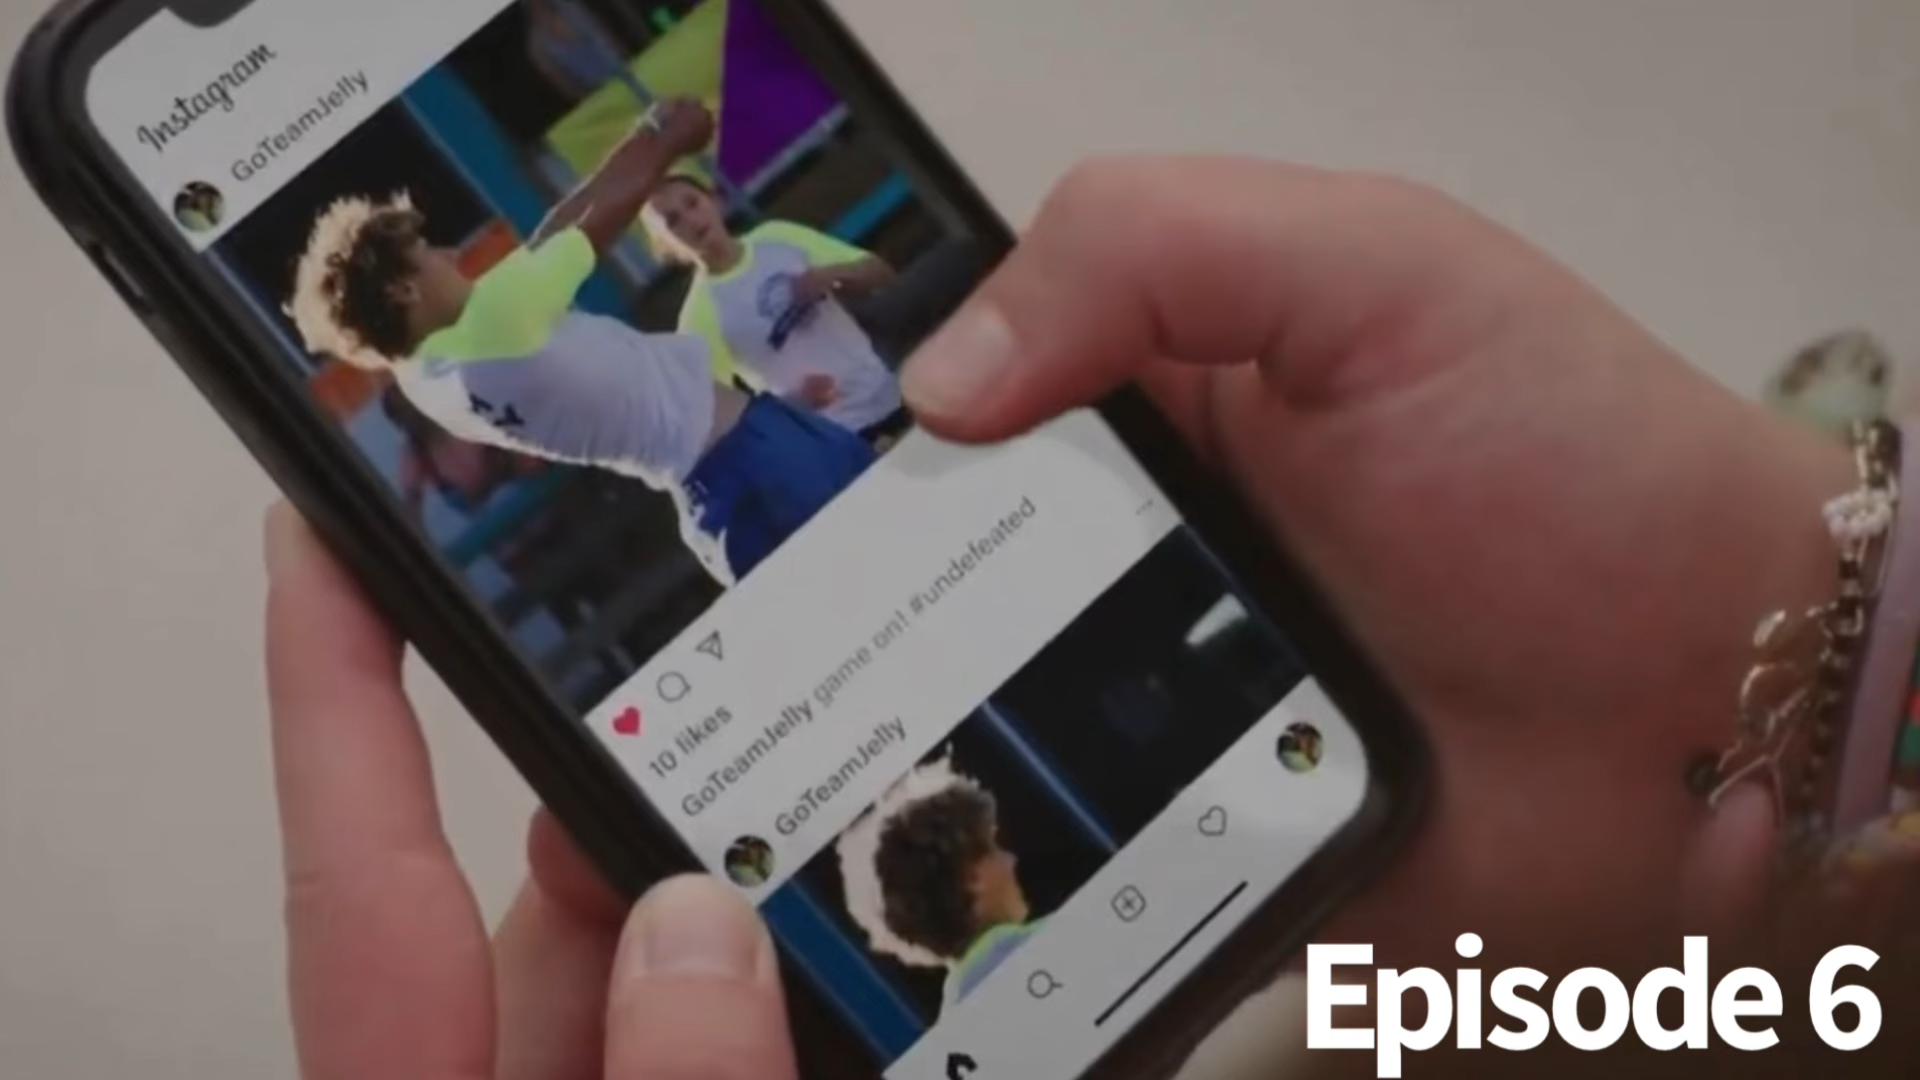 Instagram
GoTeamJelly
10 likes
GoTeamJelly game on! #undefeated
GoTeamJelly
Episode 6